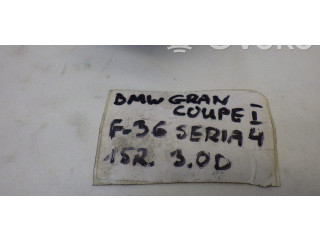 BMW GRAN
COUPE I
F-36 SERIA 4
15R. 3.0D